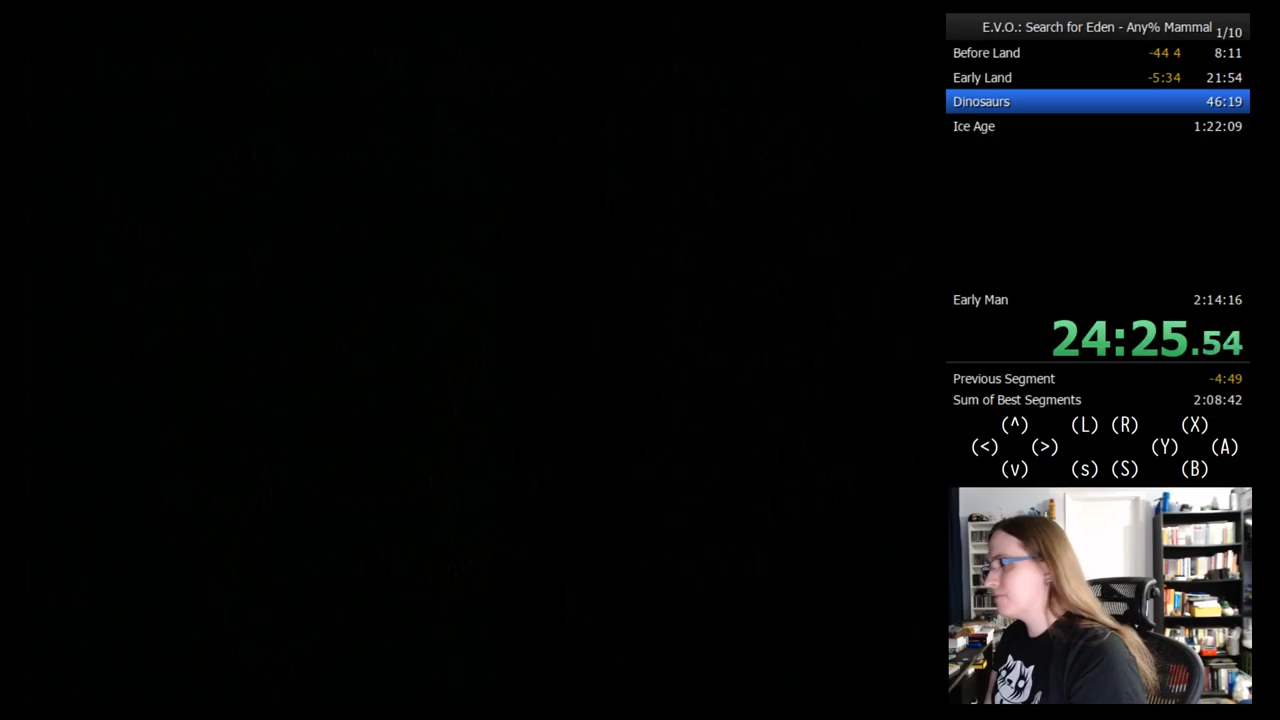 E.V.O.: Search for Eden - Any% Mammal 1/10
Before Land -44 4 8:11
Early Land -5:34 21:54
Dinosaurs 46:19
Ice Age 1:22:09
Early Man 2:14:16
24:25.54
Previous Segment -4:49
Sum of Best Segments 2:08:42
(^) (L) (R) (X)
(<) (>) (Y) (A)
(v) (s) (S) (B)